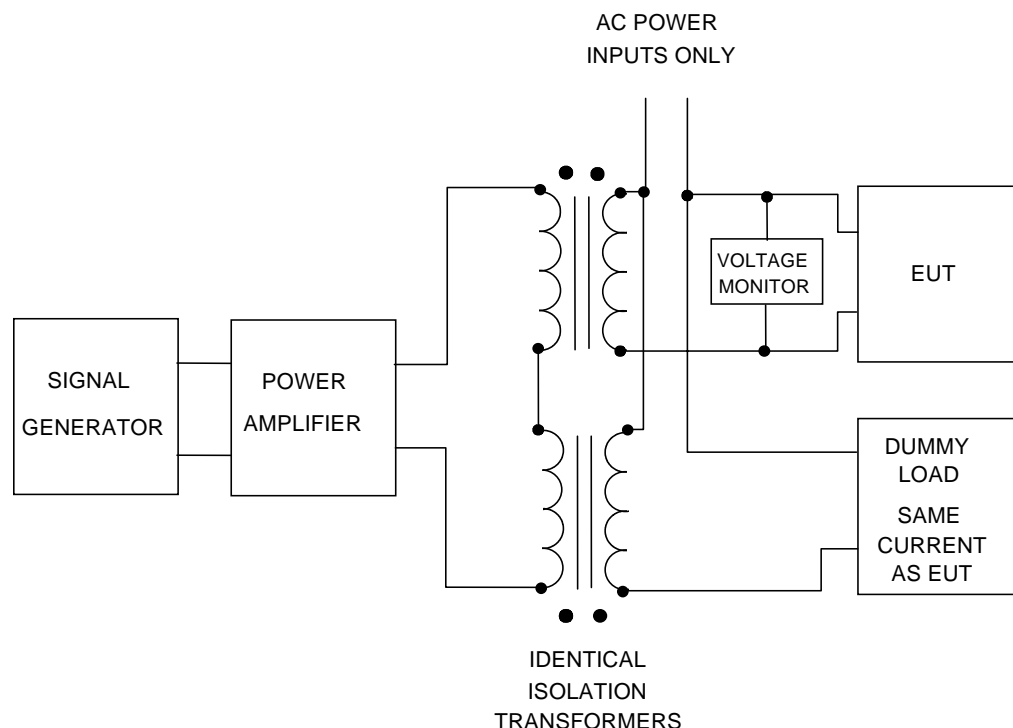 AC POWER
INPUTS ONLY
VOLTAGE
MONITOR
EUT
SIGNAL
GENERATOR
POWER
AMPLIFIER
DUMMY
LOAD
SAME
CURRENT
AS EUT
IDENTICAL
ISOLATION
TRANSFORMERS